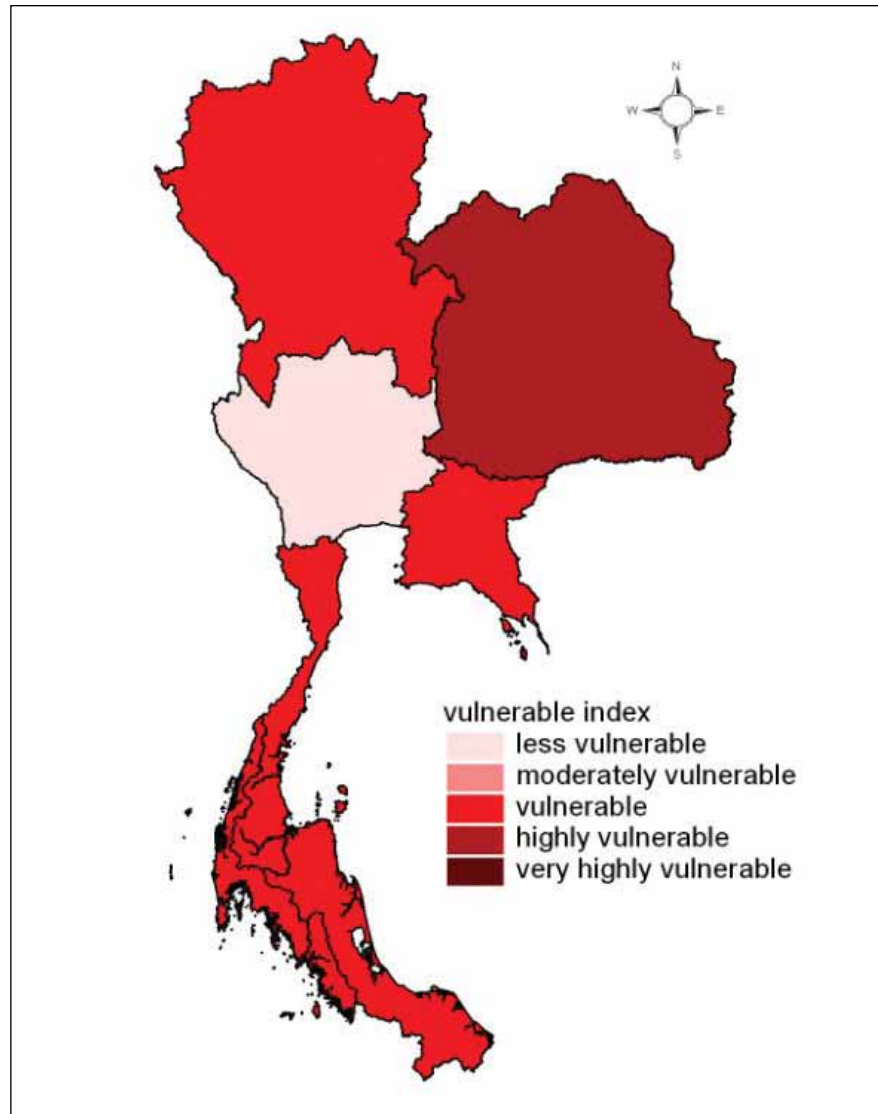 N
W E
S
vulnerable index
less vulnerable
moderately vulnerable
vulnerable
highly vulnerable
very highly vulnerable